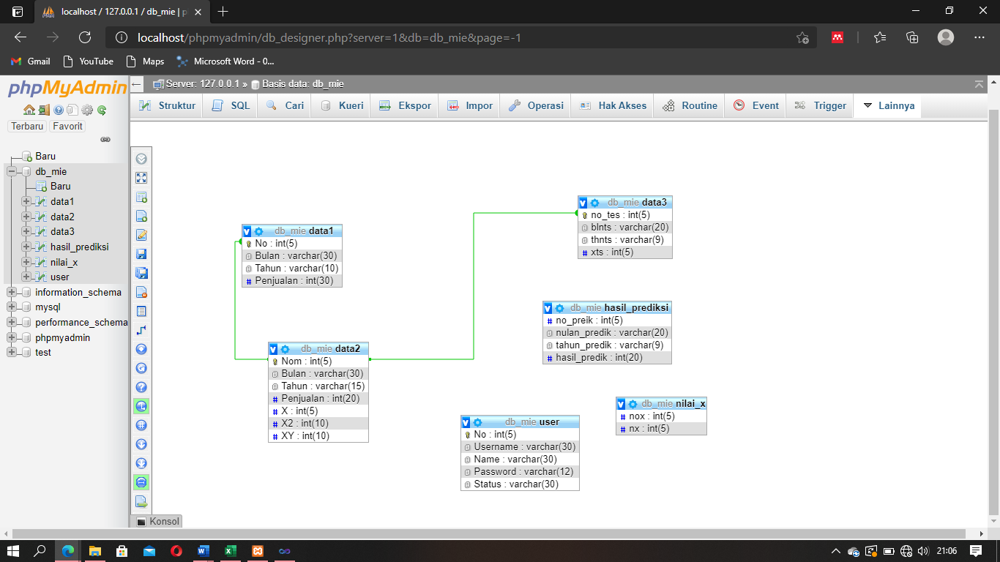 localhost / 127.0.0.1 / db_mie | p
localhost/phpmyadmin/db_designer.php?server=1&db=db_mie&page=-1
Gmail YouTube Maps Microsoft Word - 0...
phpMyAdmin
Server: 127.0.0.1 » Basis data: db_mie
Struktur SQL Cari Kueri Ekspor Impor Operasi Hak Akses Routine Event Trigger Lainnya
Terbaru Favorit
Baru
db_mie
Baru
data1
data2
data3
hasil_prediksi
nilai_x
user
information_schema
mysql
performance_schema
phpmyadmin
test
db_mie data1
No : int(5)
Bulan : varchar(30)
Tahun : varchar(10)
Penjualan : int(30)
db_mie data3
no_tes : int(5)
blnts : varchar(20)
thnts : varchar(9)
xts : int(5)
db_mie hasil_prediksi
no_preik : int(5)
nulan_predik : varchar(20)
tahun_predik : varchar(9)
hasil_predik : int(20)
db_mie data2
Nom : int(5)
Bulan : varchar(30)
Tahun : varchar(15)
Penjualan : int(20)
X : int(5)
X2 : int(10)
XY : int(10)
db_mie nilai_x
nox : int(5)
nx : int(5)
db_mie user
No : int(5)
Username : varchar(30)
Name : varchar(30)
Password : varchar(12)
Status : varchar(30)
Konsol
21:06